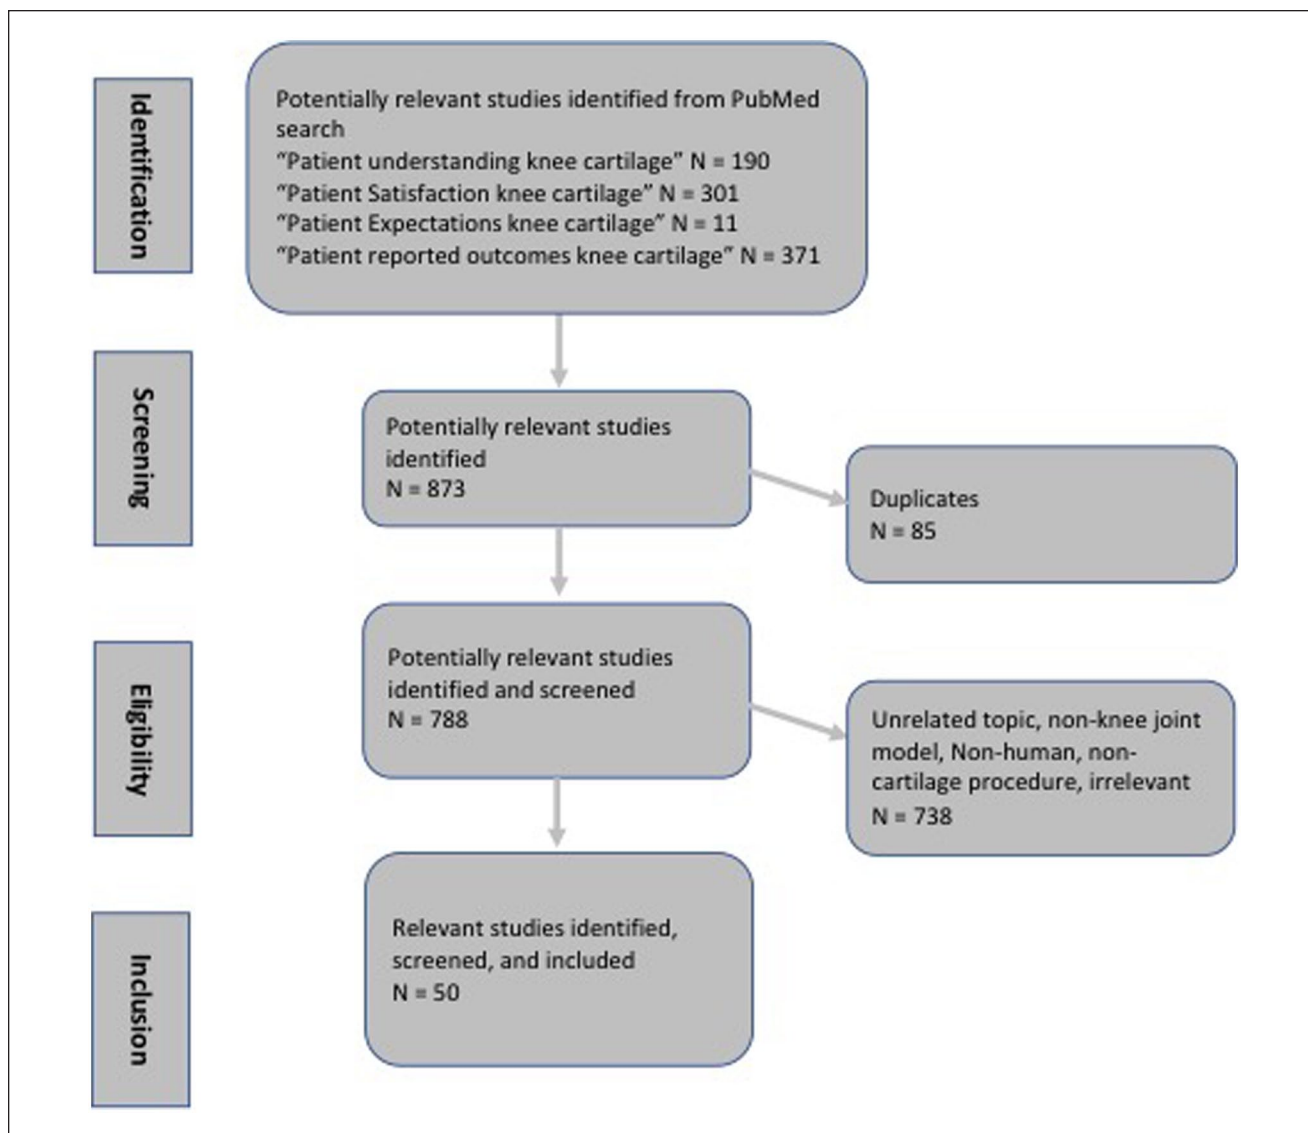 Identification
Potentially relevant studies identified from PubMed
search
“Patient understanding knee cartilage” N = 190
“Patient Satisfaction knee cartilage” N = 301
“Patient Expectations knee cartilage” N = 11
“Patient reported outcomes knee cartilage” N = 371
Screening
Potentially relevant studies
identified
N = 873
Duplicates
N = 85
Eligibility
Potentially relevant studies
identified and screened
N = 788
Unrelated topic, non-knee joint
model, Non-human, non-
cartilage procedure, irrelevant
N = 738
Inclusion
Relevant studies identified,
screened, and included
N = 50